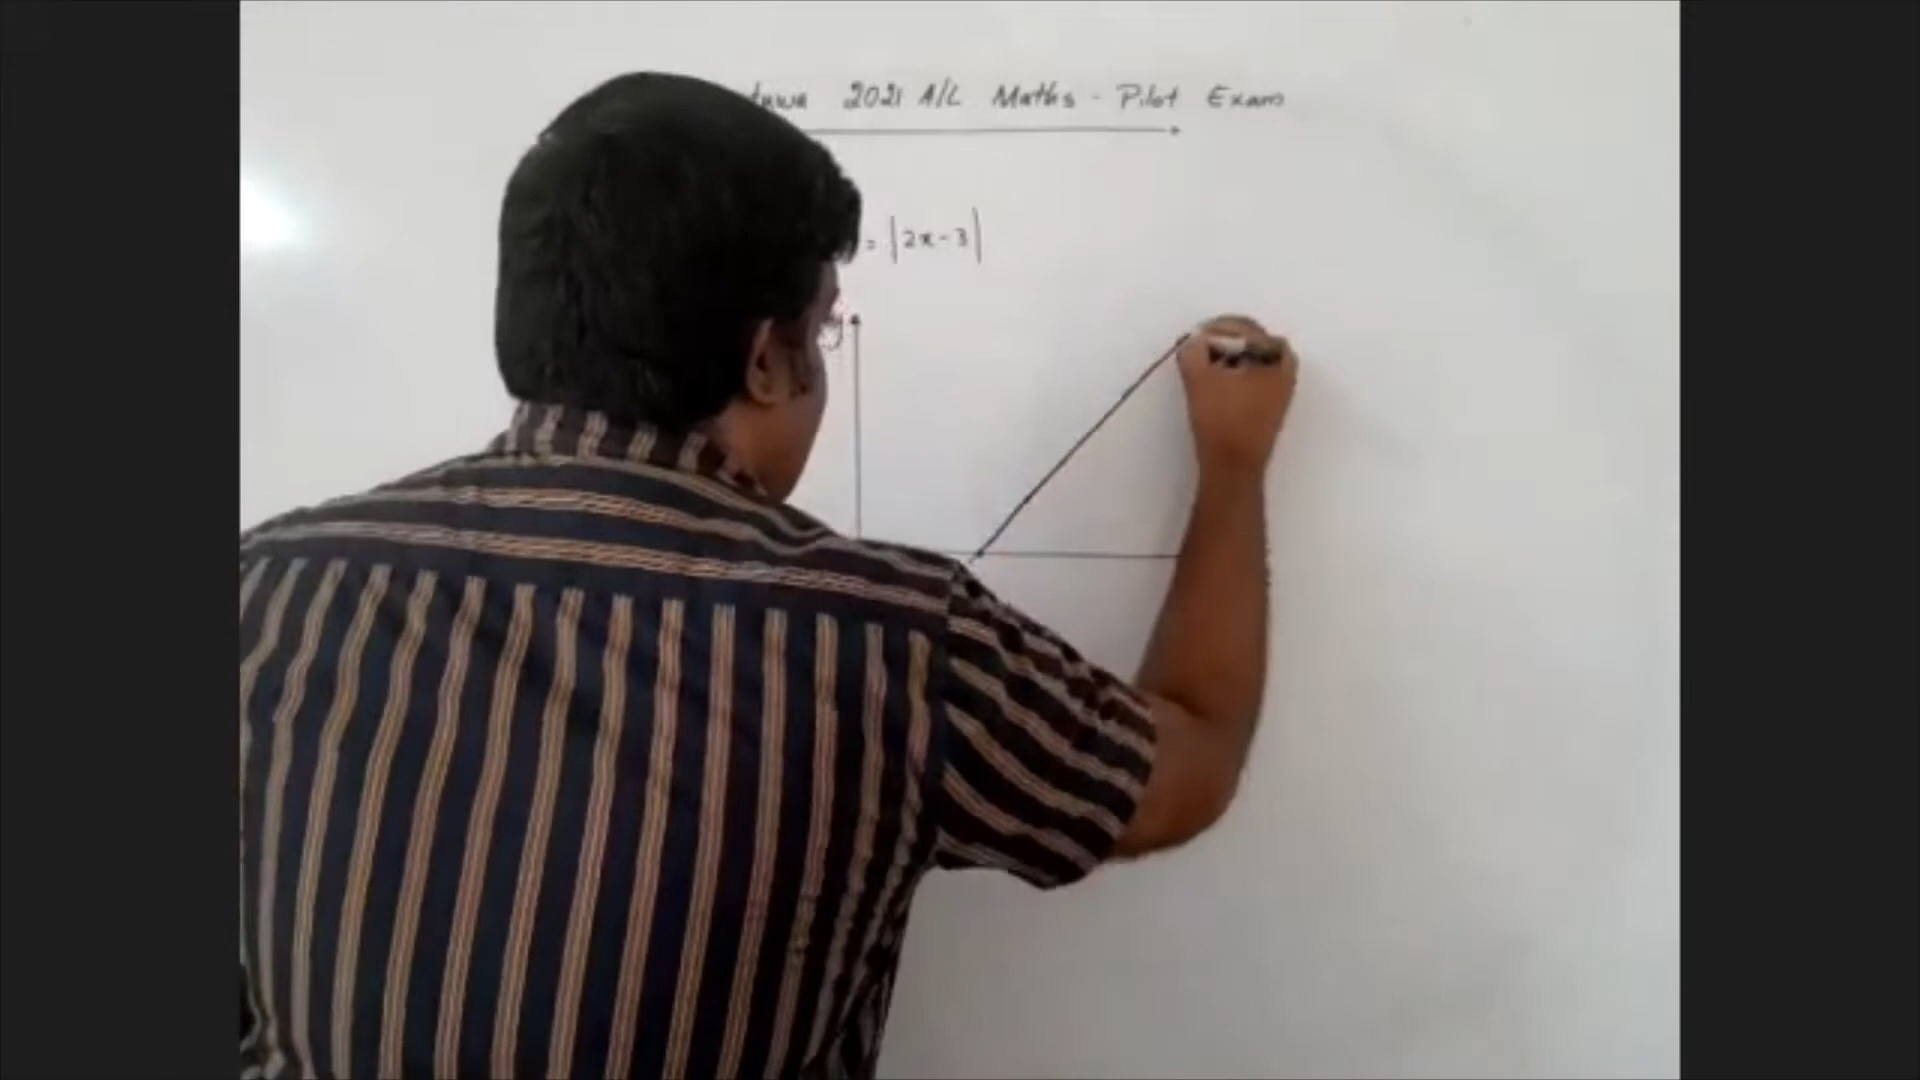 2021 A/L Maths - Pilot Exam
= |2x-3|
y